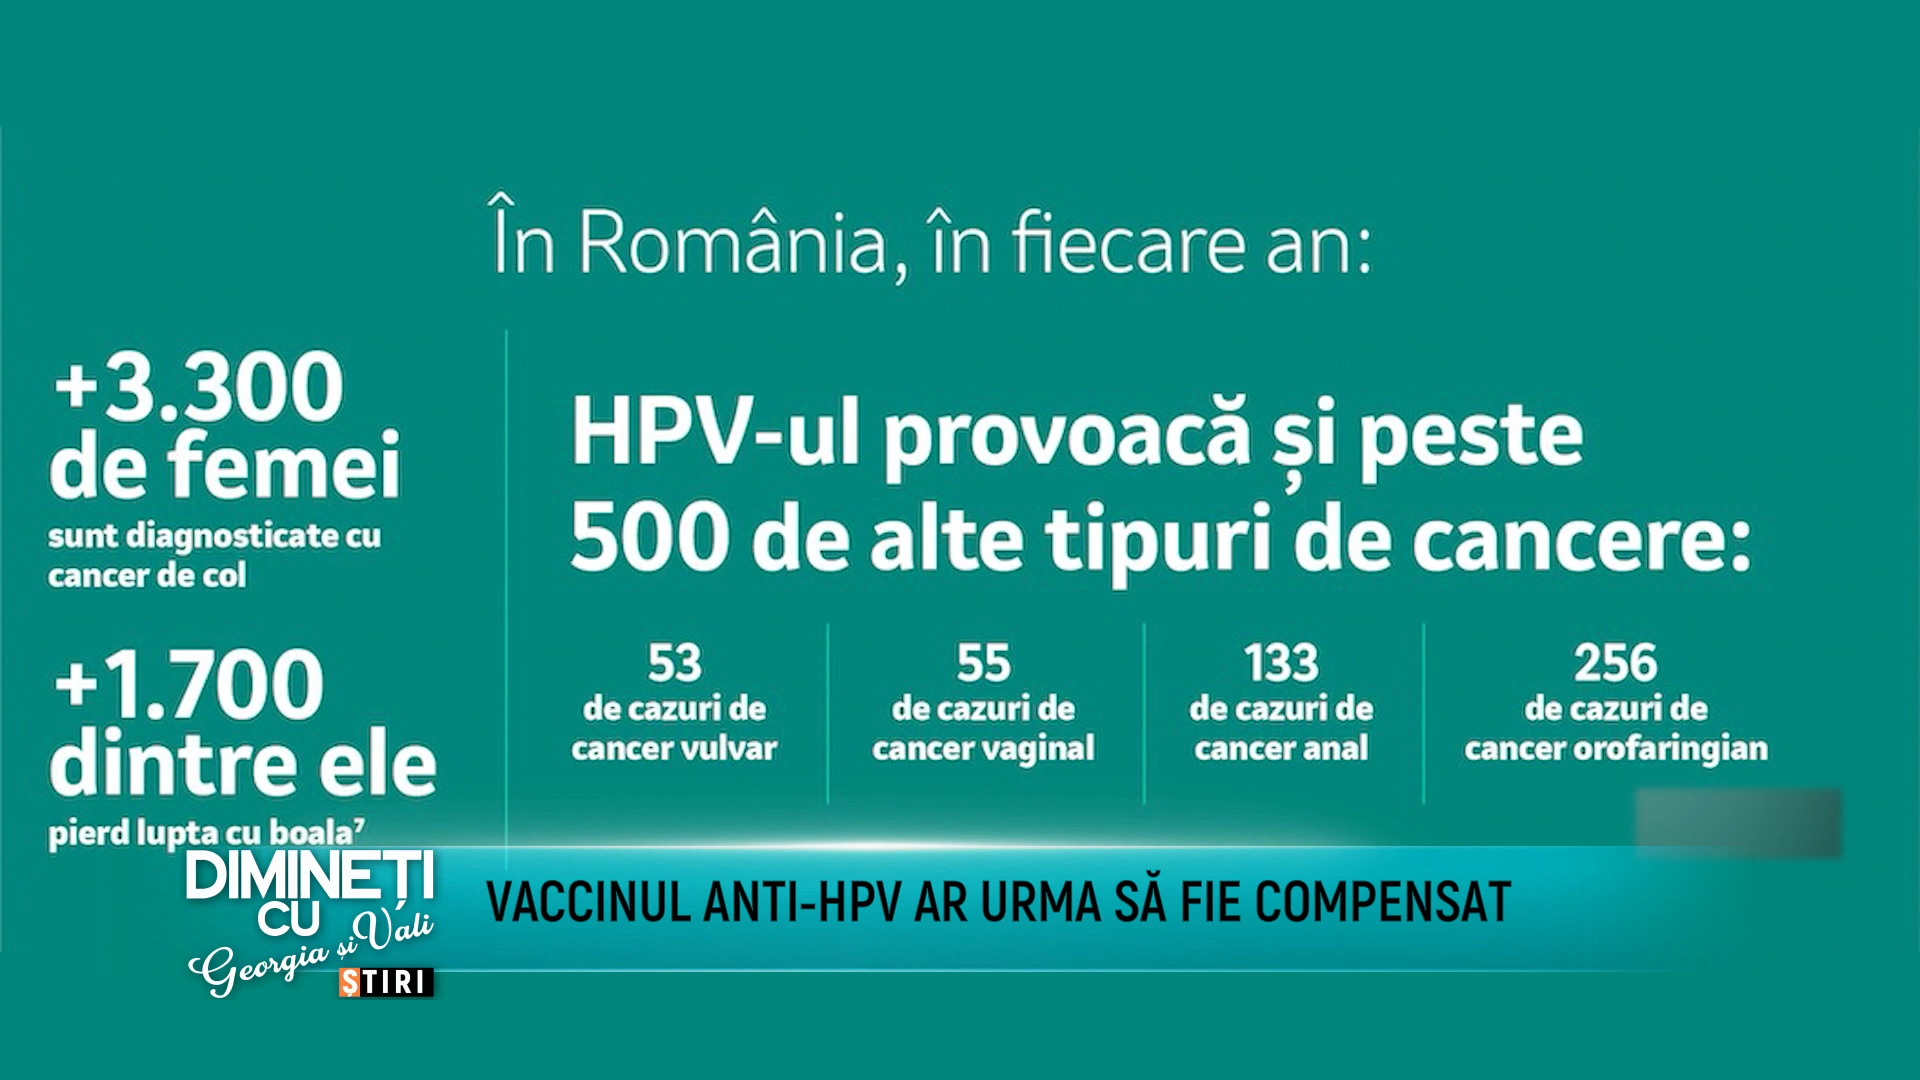 În România, în fiecare an:
+3.300
de femei
sunt diagnosticate cu
cancer de col
+1.700
dintre ele
pierd lupta cu boala⁷
HPV-ul provoacă și peste
500 de alte tipuri de cancere:
53
de cazuri de
cancer vulvar
55
de cazuri de
cancer vaginal
133
de cazuri de
cancer anal
256
de cazuri de
cancer orofaringian
DIMINEȚI
CU
Georgia și Vali
ȘTIRI
VACCINUL ANTI-HPV AR URMA SĂ FIE COMPENSAT